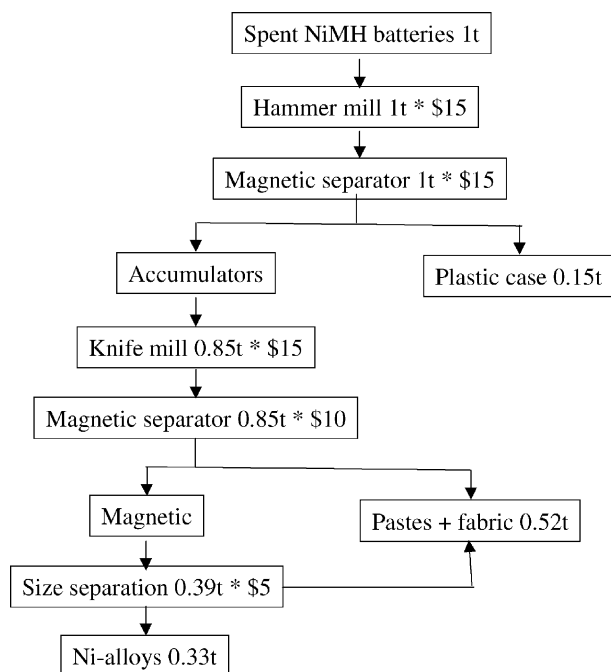 Spent NiMH batteries 1t
Hammer mill 1t * $15
Magnetic separator 1t * $15
Accumulators
Plastic case 0.15t
Knife mill 0.85t * $15
Magnetic separator 0.85t * $10
Magnetic
Pastes + fabric 0.52t
Size separation 0.39t * $5
Ni-alloys 0.33t